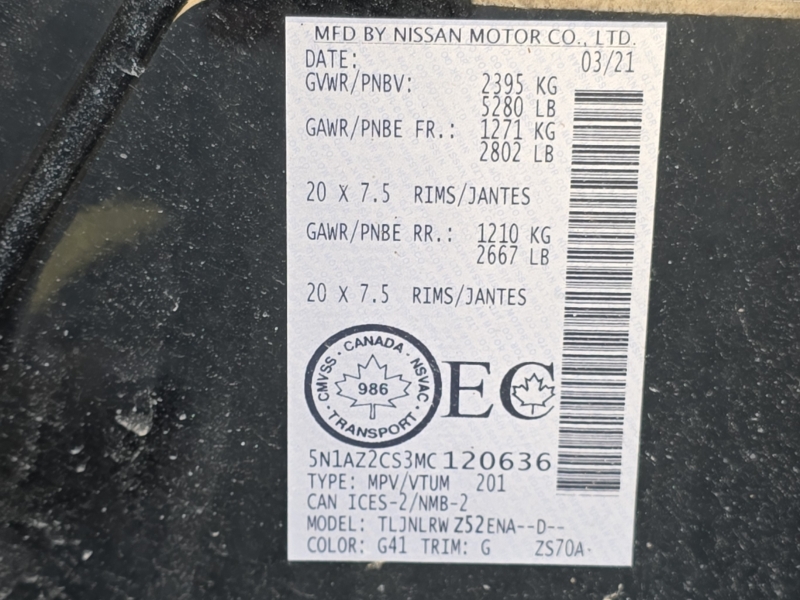 MFD BY NISSAN MOTOR CO., LTD.
DATE: 03/21
GVWR/PNBV: 2395 KG
5280 LB
GAWR/PNBE FR.: 1271 KG
2802 LB
20 X 7.5 RIMS/JANTES
GAWR/PNBE RR.: 1210 KG
2667 LB
20 X 7.5 RIMS/JANTES
CMVSS · CANADA · NSVAC
986
· TRANSPORT ·
EC
5N1AZ2CS3MC120636
TYPE: MPV/VTUM 201
CAN ICES-2/NMB-2
MODEL: TLJNLRW Z52ENA--D--
COLOR: G41 TRIM: G ZS70A·